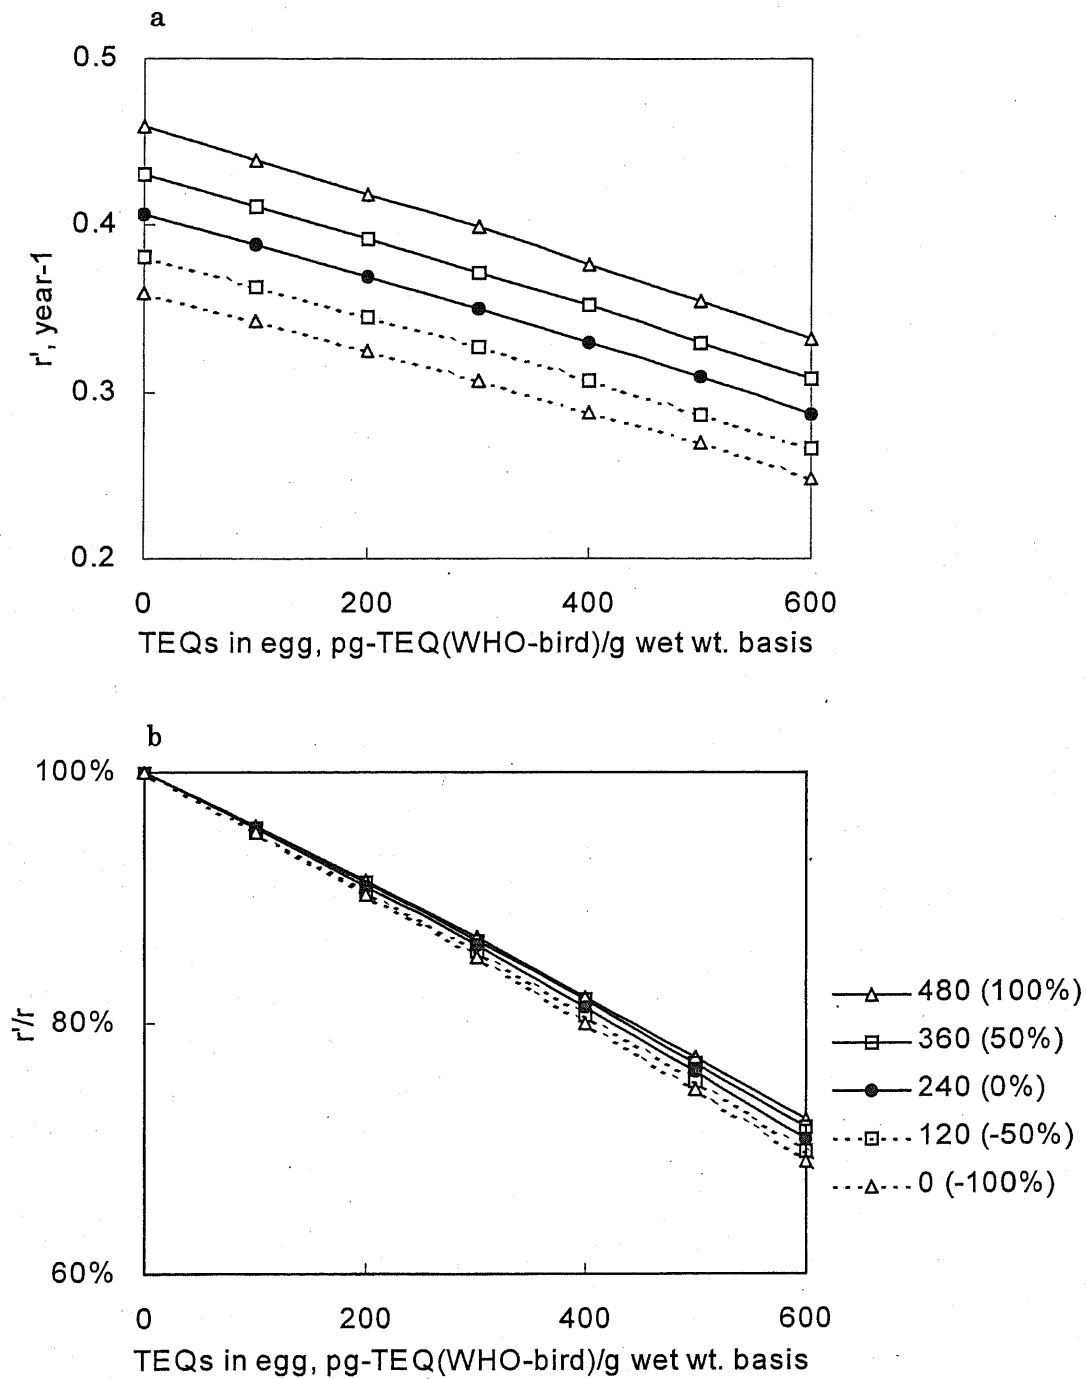 a
0.5
0.4
0.3
0.2
r', year-1
0 200 400 600
TEQs in egg, pg-TEQ(WHO-bird)/g wet wt. basis
b
100%
80%
60%
r'/r
0 200 400 600
TEQs in egg, pg-TEQ(WHO-bird)/g wet wt. basis
480 (100%)
360 (50%)
240 (0%)
120 (-50%)
0 (-100%)